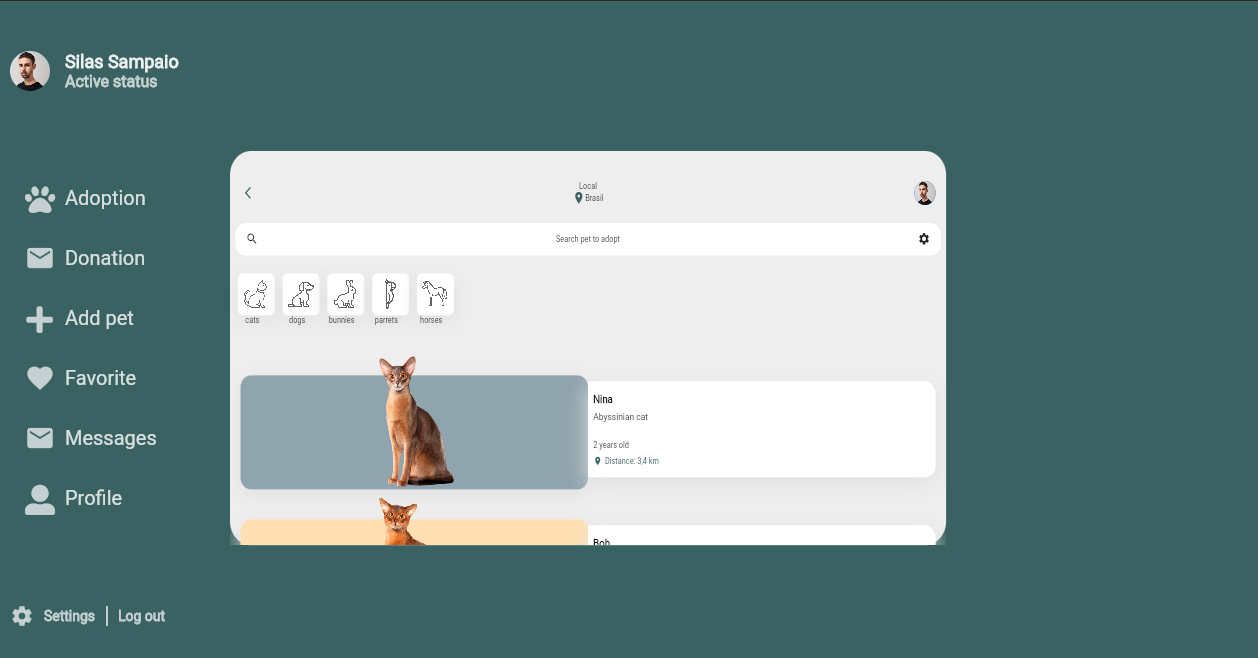 Silas Sampaio
Active status
Adoption
Donation
Add pet
Favorite
Messages
Profile
Settings
Log out
Local
Brasil
Search pet to adopt
cats
dogs
bunnies
parrets
horses
Nina
Abyssinian cat
2 years old
Distance: 3,4 km
Bob